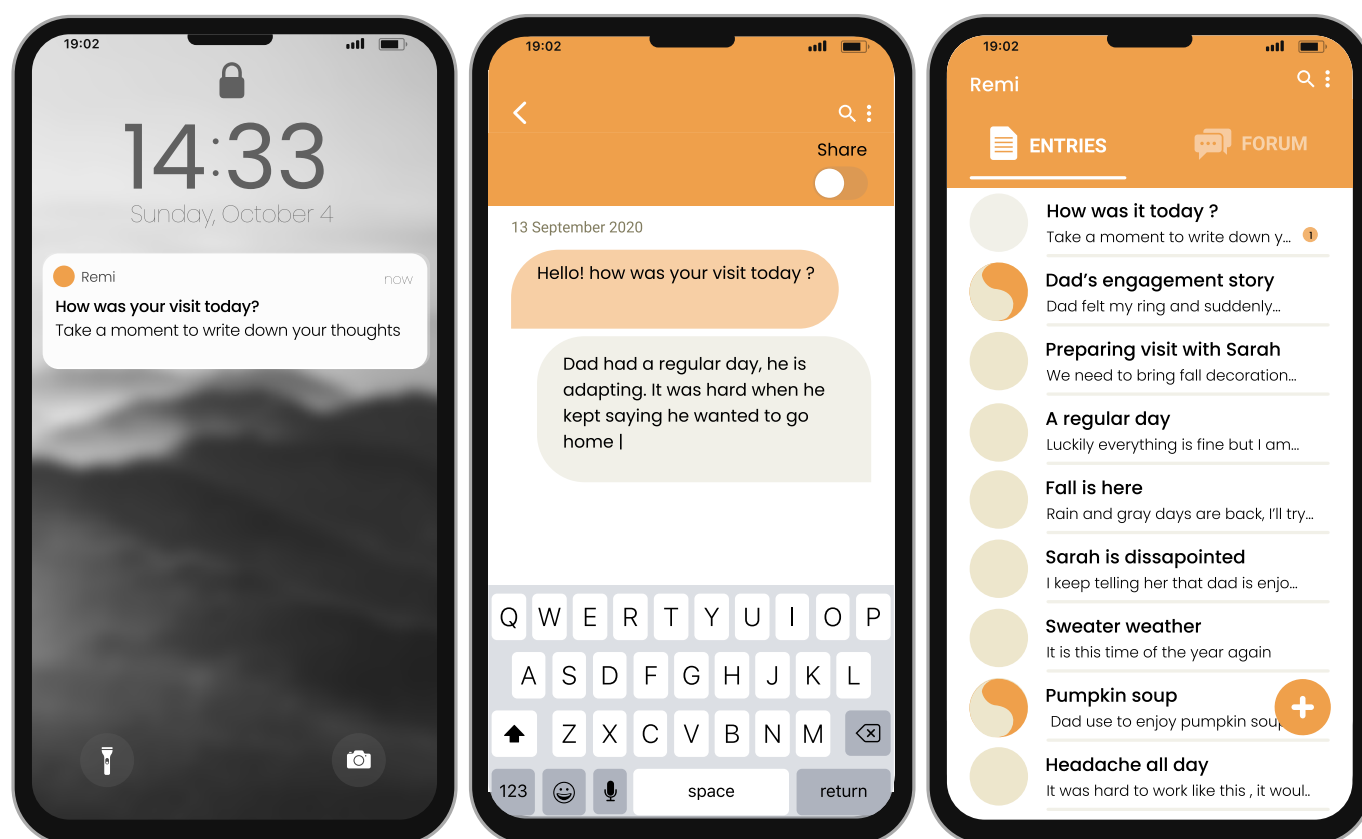 19:02
14:33
Sunday, October 4
Remi
now
How was your visit today?
Take a moment to write down your thoughts
19:02
Share
13 September 2020
Hello! how was your visit today ?
Dad had a regular day, he is
adapting. It was hard when he
kept saying he wanted to go
home |
Q W E R T Y U I O P
A S D F G H J K L
Z X C V B N M
123 space return
19:02
Remi
ENTRIES FORUM
How was it today ?
Take a moment to write down y...
1
Dad's engagement story
Dad felt my ring and suddenly...
Preparing visit with Sarah
We need to bring fall decoration...
A regular day
Luckily everything is fine but I am...
Fall is here
Rain and gray days are back, I'll try...
Sarah is dissapointed
I keep telling her that dad is enjo...
Sweater weather
It is this time of the year again
Pumpkin soup
Dad use to enjoy pumpkin soup
Headache all day
It was hard to work like this , it woul..